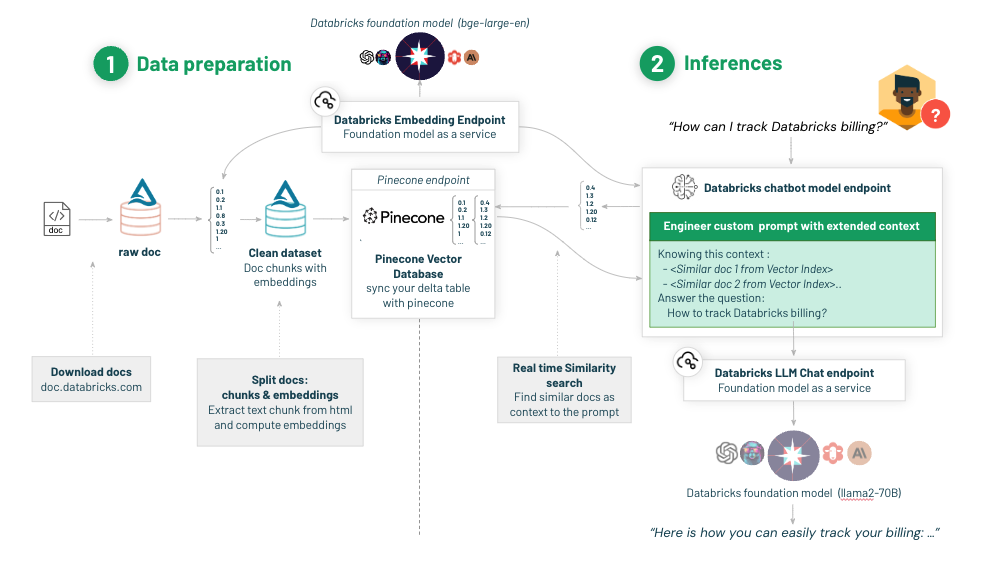 Databricks foundation model (bge-large-en)
1 Data preparation
2 Inferences
?
"How can I track Databricks billing?"
Databricks Embedding Endpoint
Foundation model as a service
Pinecone endpoint
Databricks chatbot model endpoint
doc
raw doc
0.1
0.2
1.1
0.8
0.3
1.20
1
...
Clean dataset
Doc chunks with
embeddings
Pinecone
0.1
0.2
1.1
1.20
1
...
0.4
1.3
1.2
1.20
0.12
...
Pinecone Vector
Database
sync your delta table
with pinecone
0.4
1.3
1.2
1.20
0.12
...
Engineer custom prompt with extended context
Knowing this context :
- <Similar doc 1 from Vector Index>
- <Similar doc 2 from Vector Index>..
Answer the question:
How to track Databricks billing?
Download docs
doc.databricks.com
Split docs:
chunks & embeddings
Extract text chunk from html
and compute embeddings
Real time Similarity
search
Find similar docs as
context to the prompt
Databricks LLM Chat endpoint
Foundation model as a service
Databricks foundation model (llama2-70B)
"Here is how you can easily track your billing: ..."